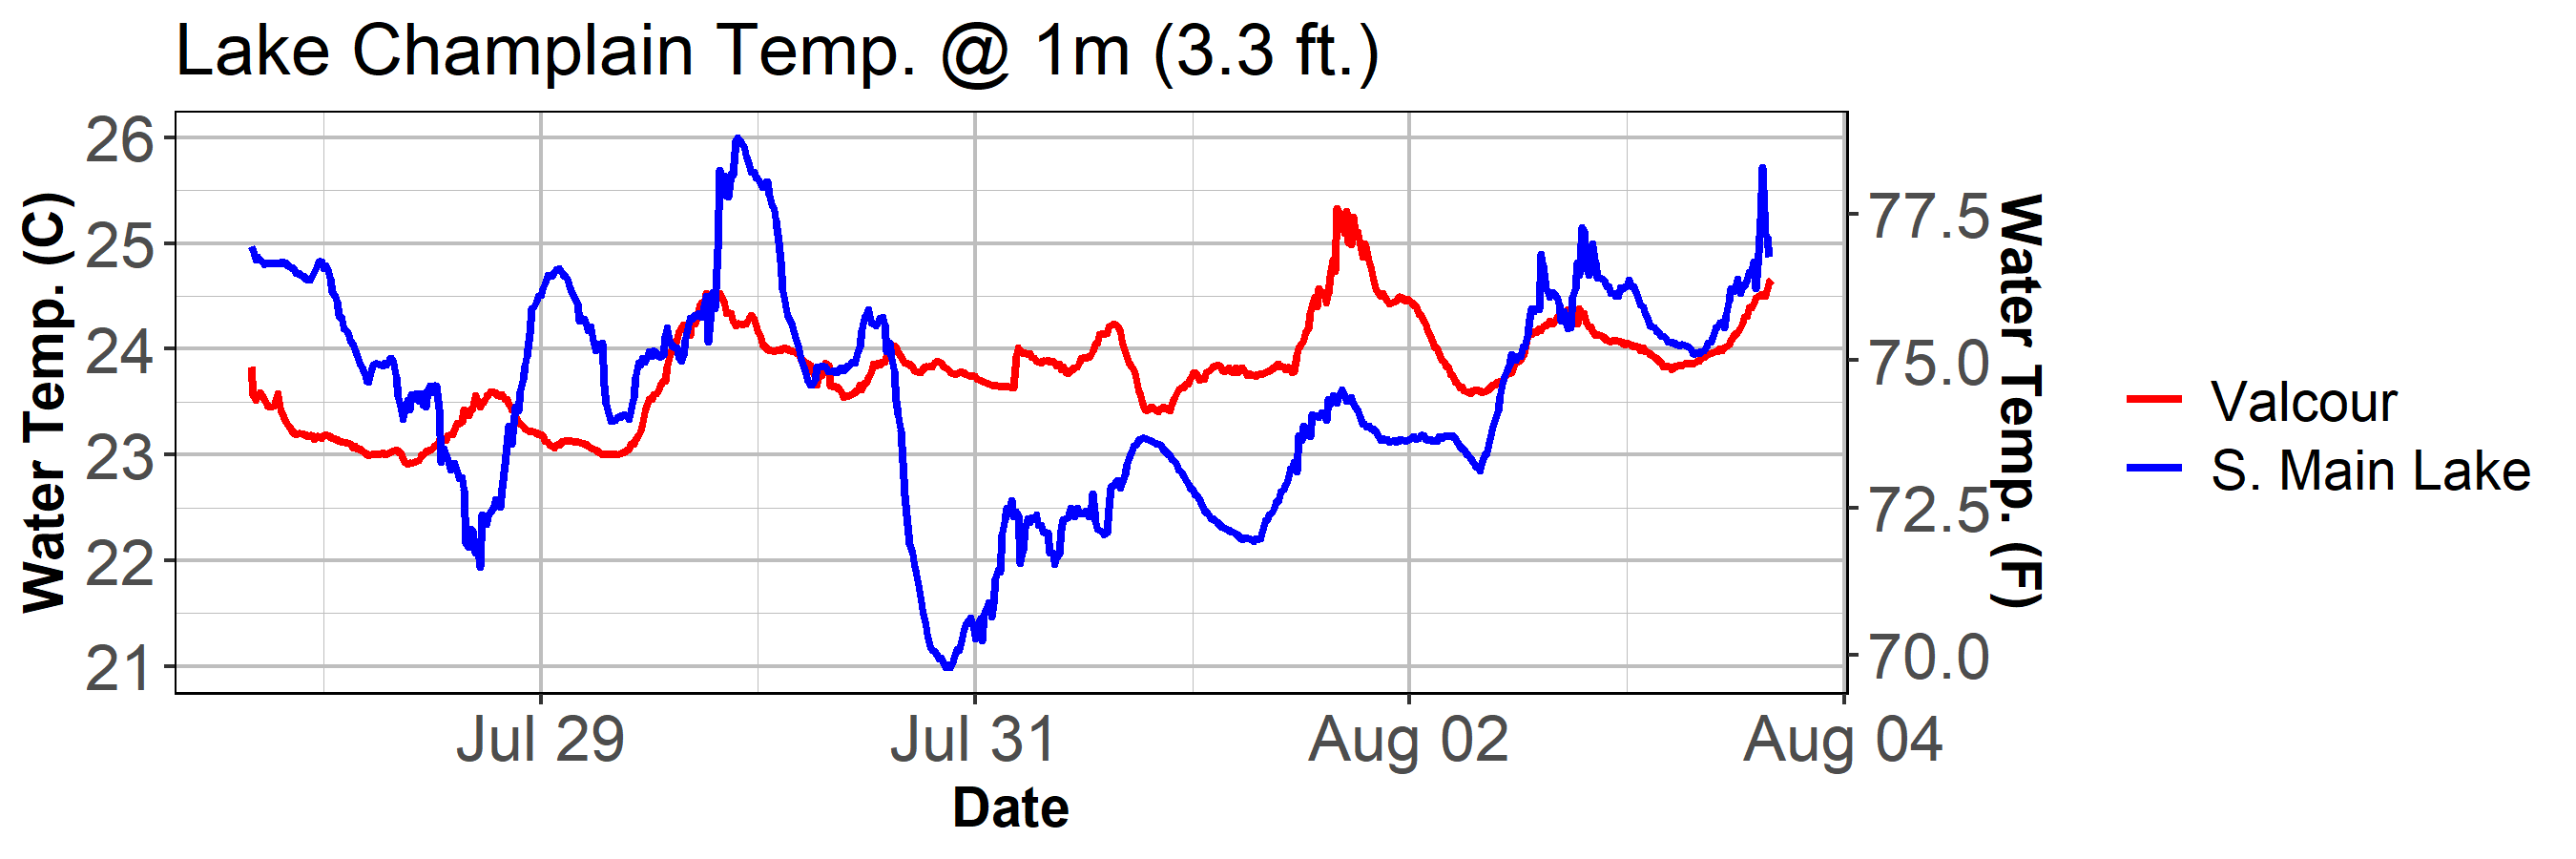 Lake Champlain Temp. @ 1m (3.3 ft.)
Water Temp. (C)
26
25
24
23
22
21
77.5
75.0
72.5
70.0
Water Temp. (F)
Jul 29
Jul 31
Aug 02
Aug 04
Date
Valcour
S. Main Lake